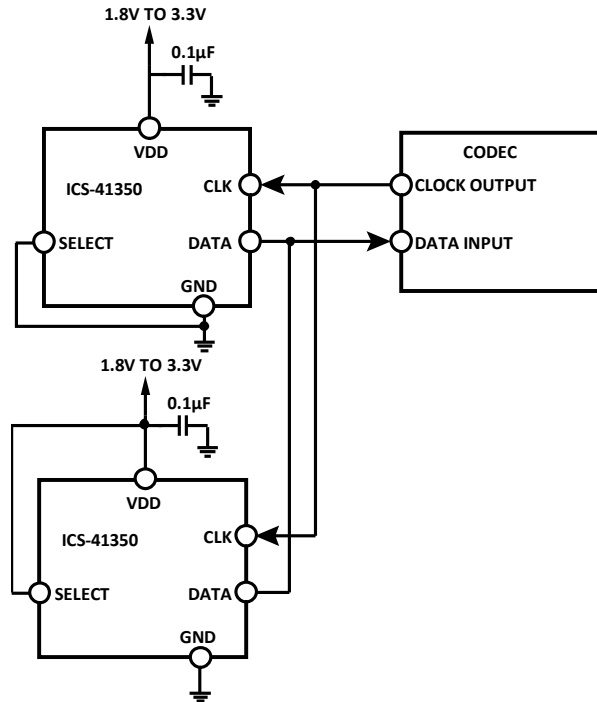 1.8V TO 3.3V
0.1µF
VDD
CODEC
ICS-41350
CLK
CLOCK OUTPUT
SELECT
DATA
DATA INPUT
GND
1.8V TO 3.3V
0.1µF
VDD
ICS-41350
CLK
SELECT
DATA
GND